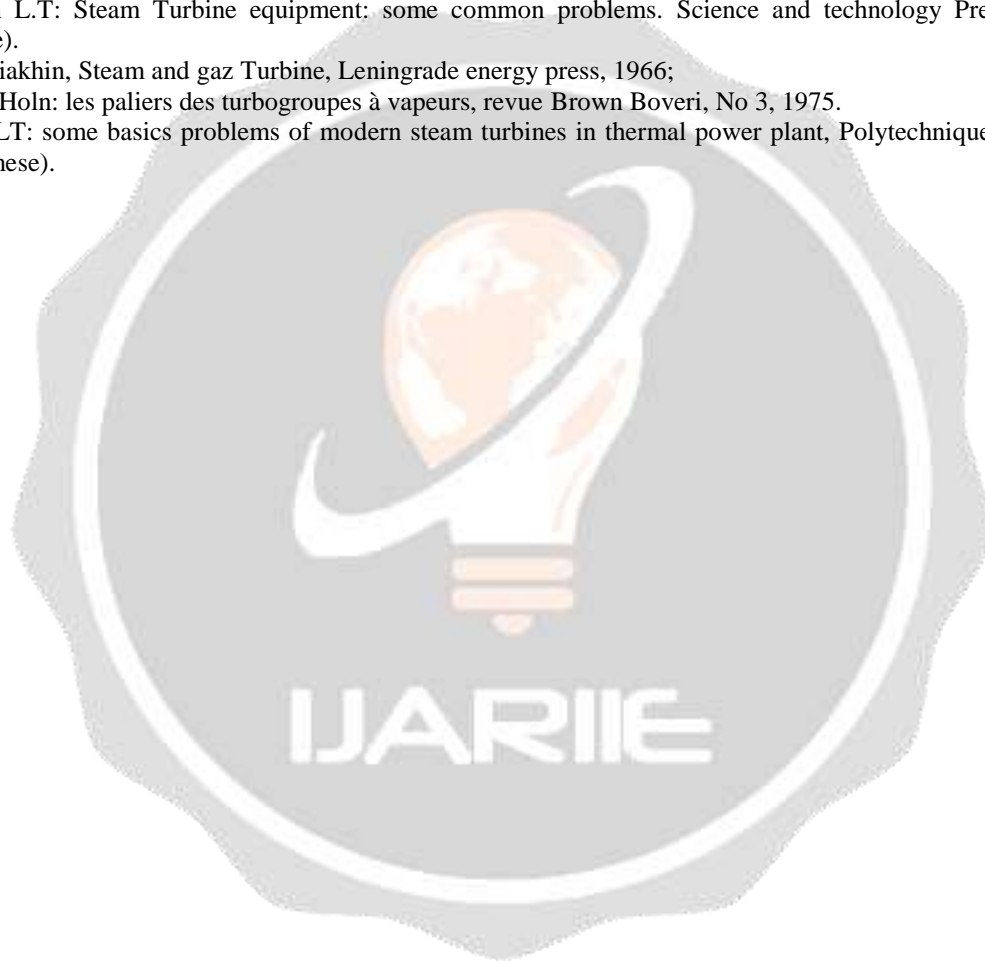 L.T: Steam Turbine equipment: some common problems. Science and technology Pre
e).
iakhin, Steam and gaz Turbine, Leningrade energy press, 1966;
Holn: les paliers des turbogroupes à vapeurs, revue Brown Boveri, No 3, 1975.
LT: some basics problems of modern steam turbines in thermal power plant, Polytechnique
nese).
IJARIIE